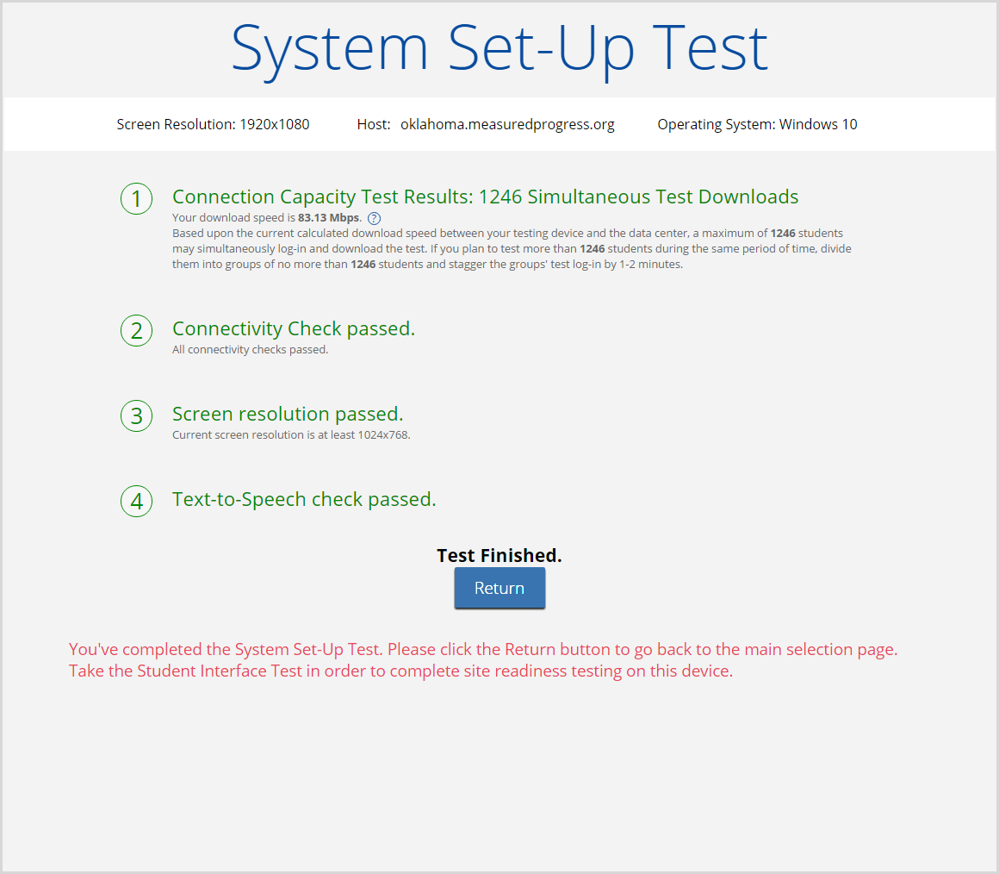 System Set-Up Test
Screen Resolution: 1920x1080 Host: oklahoma.measuredprogress.org Operating System: Windows 10
1 Connection Capacity Test Results: 1246 Simultaneous Test Downloads
Your download speed is 83.13 Mbps. ?
Based upon the current calculated download speed between your testing device and the data center, a maximum of 1246 students
may simultaneously log-in and download the test. If you plan to test more than 1246 students during the same period of time, divide
them into groups of no more than 1246 students and stagger the groups' test log-in by 1-2 minutes.
2 Connectivity Check passed.
All connectivity checks passed.
3 Screen resolution passed.
Current screen resolution is at least 1024x768.
4 Text-to-Speech check passed.
Test Finished.
Return
You've completed the System Set-Up Test. Please click the Return button to go back to the main selection page.
Take the Student Interface Test in order to complete site readiness testing on this device.